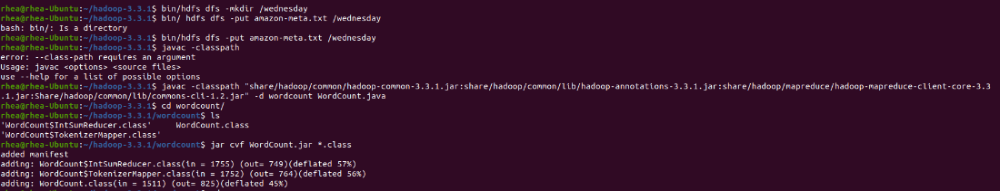 rhea@rhea-Ubuntu:~/hadoop-3.3.1$ bin/hdfs dfs -mkdir /wednesday
rhea@rhea-Ubuntu:~/hadoop-3.3.1$ bin/ hdfs dfs -put amazon-meta.txt /wednesday
bash: bin/: Is a directory
rhea@rhea-Ubuntu:~/hadoop-3.3.1$ bin/hdfs dfs -put amazon-meta.txt /wednesday
rhea@rhea-Ubuntu:~/hadoop-3.3.1$ javac -classpath
error: --class-path requires an argument
Usage: javac <options> <source files>
use --help for a list of possible options
rhea@rhea-Ubuntu:~/hadoop-3.3.1$ javac -classpath "share/hadoop/common/hadoop-common-3.3.1.jar:share/hadoop/common/lib/hadoop-annotations-3.3.1.jar:share/hadoop/mapreduce/hadoop-mapreduce-client-core-3.3
.1.jar:Share/hadoop/common/lib/commons-cli-1.2.jar" -d wordcount WordCount.java
rhea@rhea-Ubuntu:~/hadoop-3.3.1$ cd wordcount/
rhea@rhea-Ubuntu:~/hadoop-3.3.1/wordcount$ ls
'WordCount$IntSumReducer.class' WordCount.class
'WordCount$TokenizerMapper.class'
rhea@rhea-Ubuntu:~/hadoop-3.3.1/wordcount$ jar cvf WordCount.jar *.class
added manifest
adding: WordCount$IntSumReducer.class(in = 1755) (out= 749)(deflated 57%)
adding: WordCount$TokenizerMapper.class(in = 1752) (out= 764)(deflated 56%)
adding: WordCount.class(in = 1511) (out= 825)(deflated 45%)